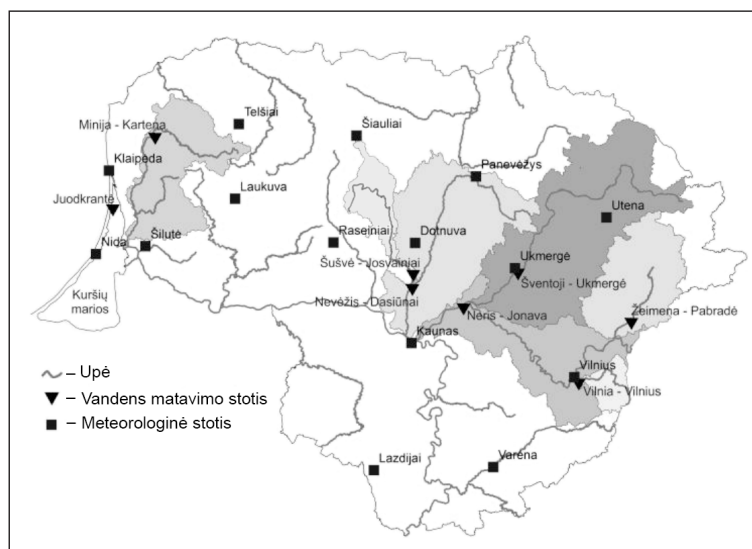 Telšiai
Minija - Kartena
Šiauliai
Klaipėda
Panevėžys
Laukuva
Juodkrantė
Utena
Nida
Šilutė
Raseiniai
Dotnuva
Šušvė - Josvainiai
Ukmergė
Šventoji - Ukmergė
Kuršių
marios
Nevėžis - Dasiūnai
Neris - Jonava
Žeimena - Pabradė
Kaunas
Vilnius
Vilnia - Vilnius
– Upė
– Vandens matavimo stotis
– Meteorologinė stotis
Lazdijai
Varėna